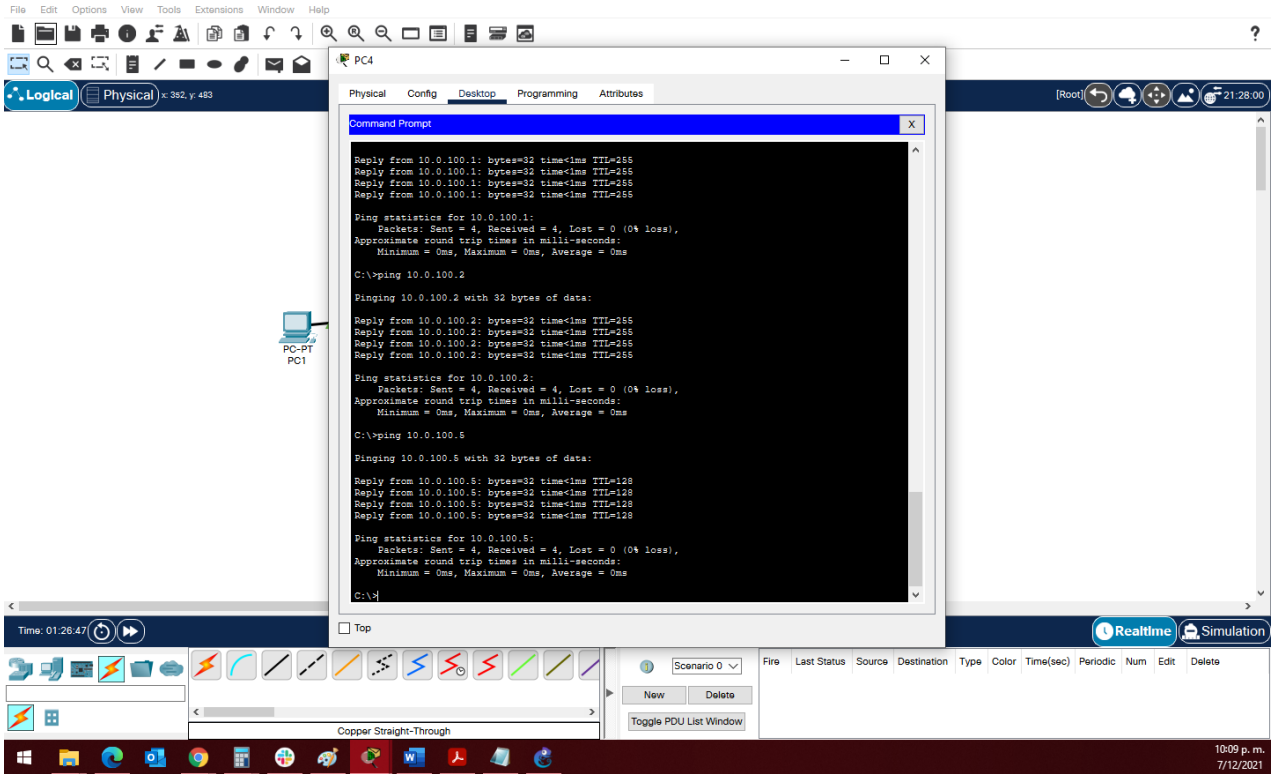 File Edit Options View Tools Extensions Window Help
?
PC4
Logical Physical x: 352, y: 483
[Root] 21:28:00
Physical Config Desktop Programming Attributes
Command Prompt X
Reply from 10.0.100.1: bytes=32 time<1ms TTL=255
Reply from 10.0.100.1: bytes=32 time<1ms TTL=255
Reply from 10.0.100.1: bytes=32 time<1ms TTL=255
Reply from 10.0.100.1: bytes=32 time<1ms TTL=255
Ping statistics for 10.0.100.1:
Packets: Sent = 4, Received = 4, Lost = 0 (0% loss),
Approximate round trip times in milli-seconds:
Minimum = 0ms, Maximum = 0ms, Average = 0ms
C:\>ping 10.0.100.2
Pinging 10.0.100.2 with 32 bytes of data:
Reply from 10.0.100.2: bytes=32 time<1ms TTL=255
Reply from 10.0.100.2: bytes=32 time<1ms TTL=255
Reply from 10.0.100.2: bytes=32 time<1ms TTL=255
Reply from 10.0.100.2: bytes=32 time<1ms TTL=255
Ping statistics for 10.0.100.2:
Packets: Sent = 4, Received = 4, Lost = 0 (0% loss),
Approximate round trip times in milli-seconds:
Minimum = 0ms, Maximum = 0ms, Average = 0ms
C:\>ping 10.0.100.5
Pinging 10.0.100.5 with 32 bytes of data:
Reply from 10.0.100.5: bytes=32 time<1ms TTL=128
Reply from 10.0.100.5: bytes=32 time<1ms TTL=128
Reply from 10.0.100.5: bytes=32 time<1ms TTL=128
Reply from 10.0.100.5: bytes=32 time<1ms TTL=128
Ping statistics for 10.0.100.5:
Packets: Sent = 4, Received = 4, Lost = 0 (0% loss),
Approximate round trip times in milli-seconds:
Minimum = 0ms, Maximum = 0ms, Average = 0ms
C:\>
PC-PT
PC1
Top
Time: 01:26:47
Realtime Simulation
Scenario 0
Fire Last Status Source Destination Type Color Time(sec) Periodic Num Edit Delete
New Delete
Toggle PDU List Window
Copper Straight-Through
10:09 p. m.
7/12/2021